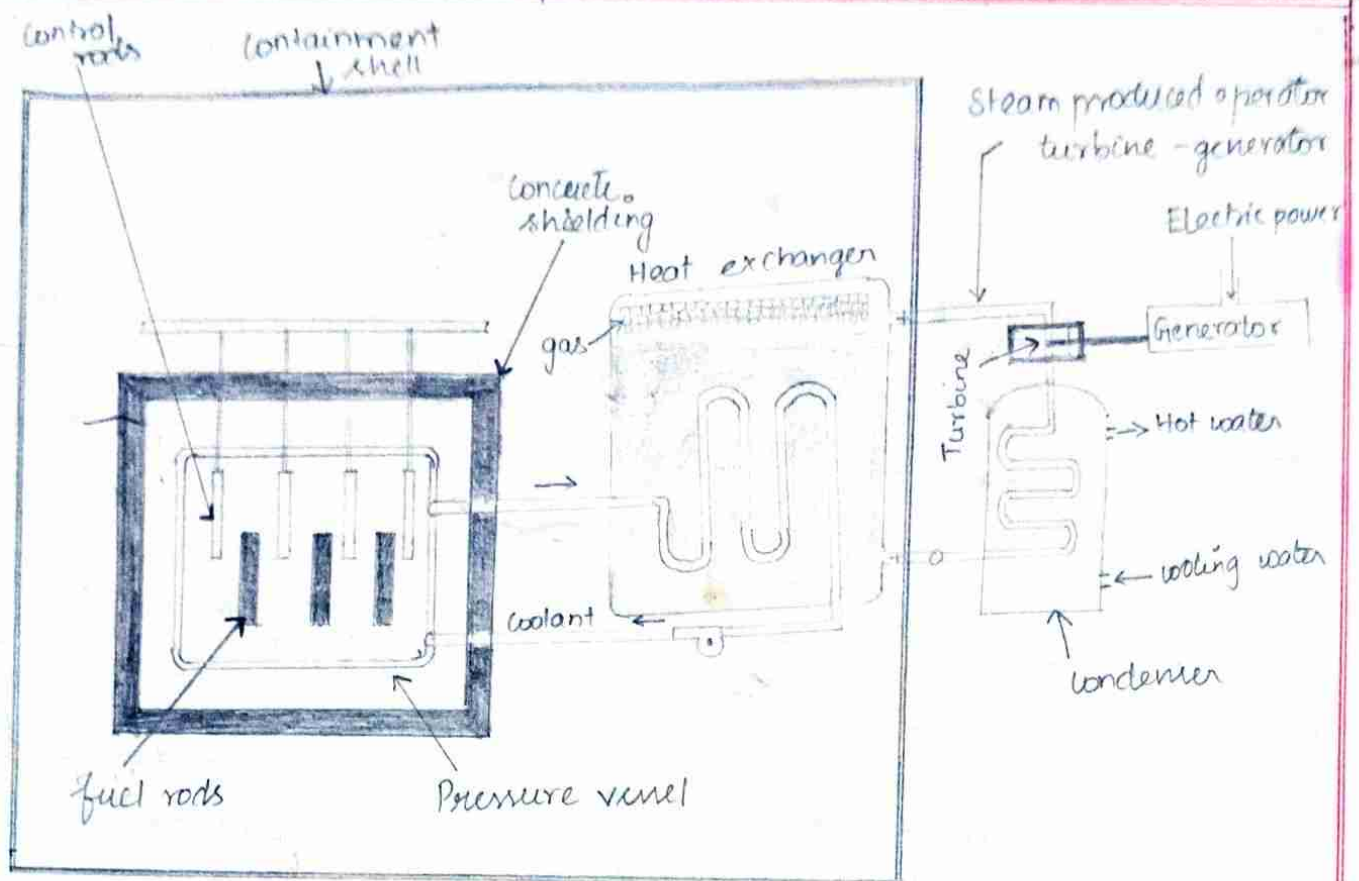 control
rods
containment
shell
Steam produced operator
turbine - generator
concrete
shielding
Electric power
Heat exchanger
gas
Generator
Turbine
Hot water
cooling water
coolant
condenser
fuel rods
Pressure vessel